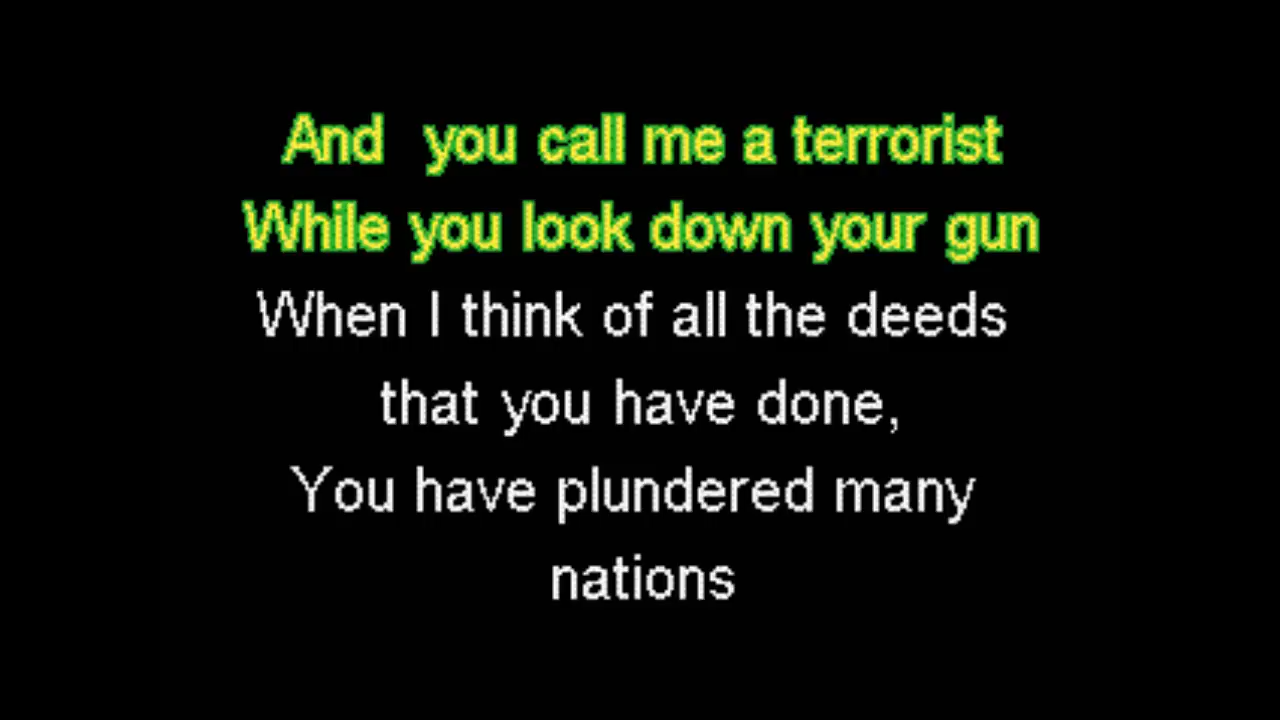 And  you call me a terrorist
While you look down your gun
When I think of all the deeds
that you have done,
You have plundered many
nations